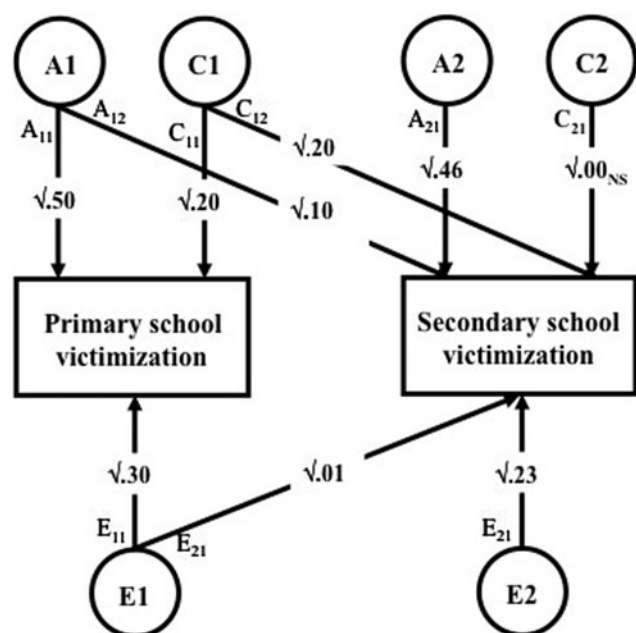 A1 C1 A2 C2
A₁₁ A₁₂ C₁₁ C₁₂ A₂₁ C₂₁
√.50 √.20 √.10 √.20 √.46 √.00NS
Primary school
victimization
Secondary school
victimization
√.30 √.01 √.23
E₁₁ E₂₁ E₂₁
E1 E2